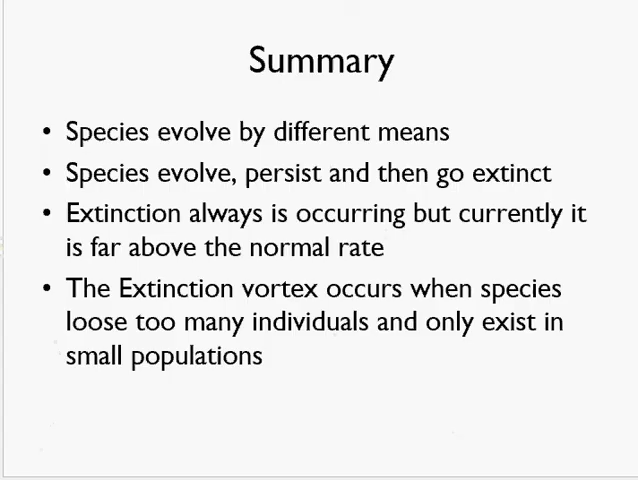 Summary
• Species evolve by different means
• Species evolve, persist and then go extinct
• Extinction always is occurring but currently it
is far above the normal rate
• The Extinction vortex occurs when species
loose too many individuals and only exist in
small populations